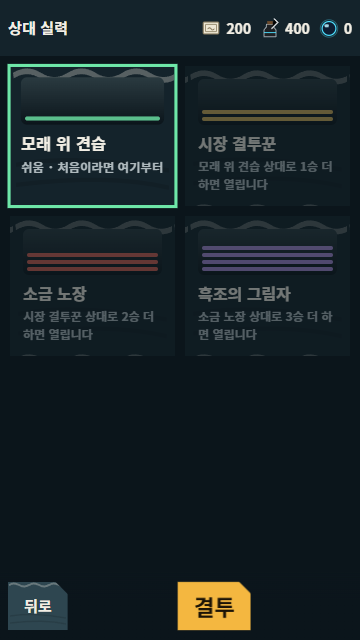 상대 실력
200
400
0
모래 위 견습
쉬움 · 처음이라면 여기부터
시장 결투꾼
모래 위 견습 상대로 1승 더
하면 열립니다
소금 노장
시장 결투꾼 상대로 2승 더
하면 열립니다
흑조의 그림자
소금 노장 상대로 3승 더 하
면 열립니다
뒤로
결투